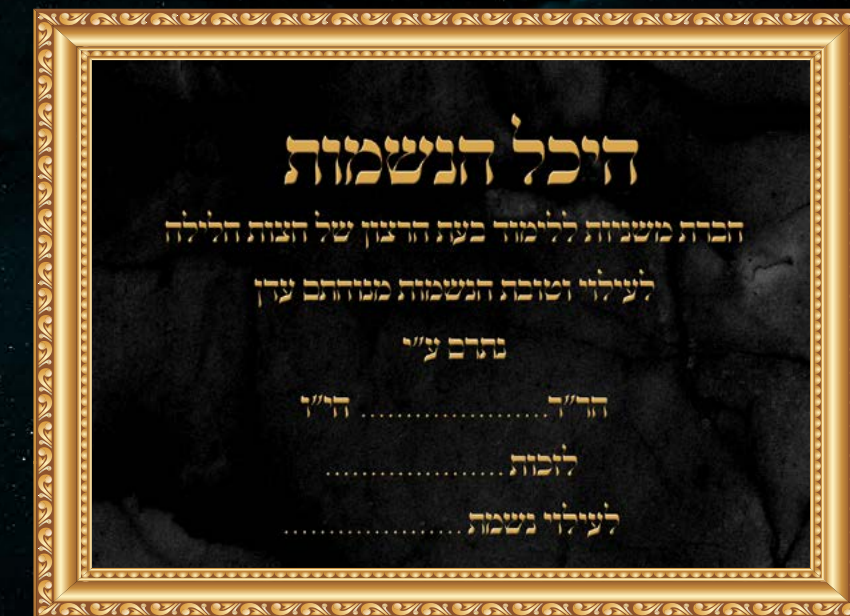 היכל הנשמות
חברת משניות ללימוד בעת הרצון של חצות הלילה
לעילוי וטובת הנשמות מנוחתם עדן
נתרם ע״י
הר״ר.................... הי״ו
לזכות ...................
לעילוי נשמת ...................